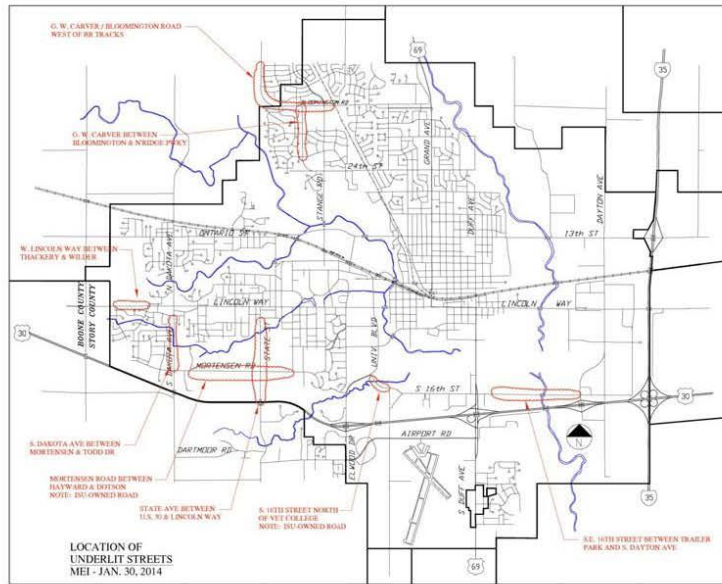 G. W. CARVER / BLOOMINGTON ROAD
WEST OF RR TRACKS
69
35
BLOOMINGTON RD
G. W. CARVER BETWEEN
BLOOMINGTON & N'RIDGE PKWY
24th ST
GRAND AVE
STANGE RD
DUFF AVE
DAYTON AVE
13th ST
ONTARIO ST
N DAKOTA AVE
W. LINCOLN WAY BETWEEN
THACKERY & WILDER
LINCOLN WAY
LINCOLN WAY
BOONE COUNTY
STORY COUNTY
30
S DAKOTA AVE
STATE
UNIV. BLVD
MORTENSEN RD
S 16th ST
30
S. DAKOTA AVE BETWEEN
MORTENSEN & TODD DR
DARTMOOR RD
AIRPORT RD
ELWOOD DR
S DUFF AVE
N
MORTENSEN ROAD BETWEEN
HAYWARD & DOTSON
NOTE: ISU-OWNED ROAD
STATE AVE BETWEEN
U.S. 30 & LINCOLN WAY
S. 16TH STREET NORTH
OF VET COLLEGE
NOTE: ISU-OWNED ROAD
35
S.E. 16TH STREET BETWEEN TRAILER
PARK AND S. DAYTON AVE
69
LOCATION OF
UNDERLIT STREETS
MEI - JAN. 30, 2014